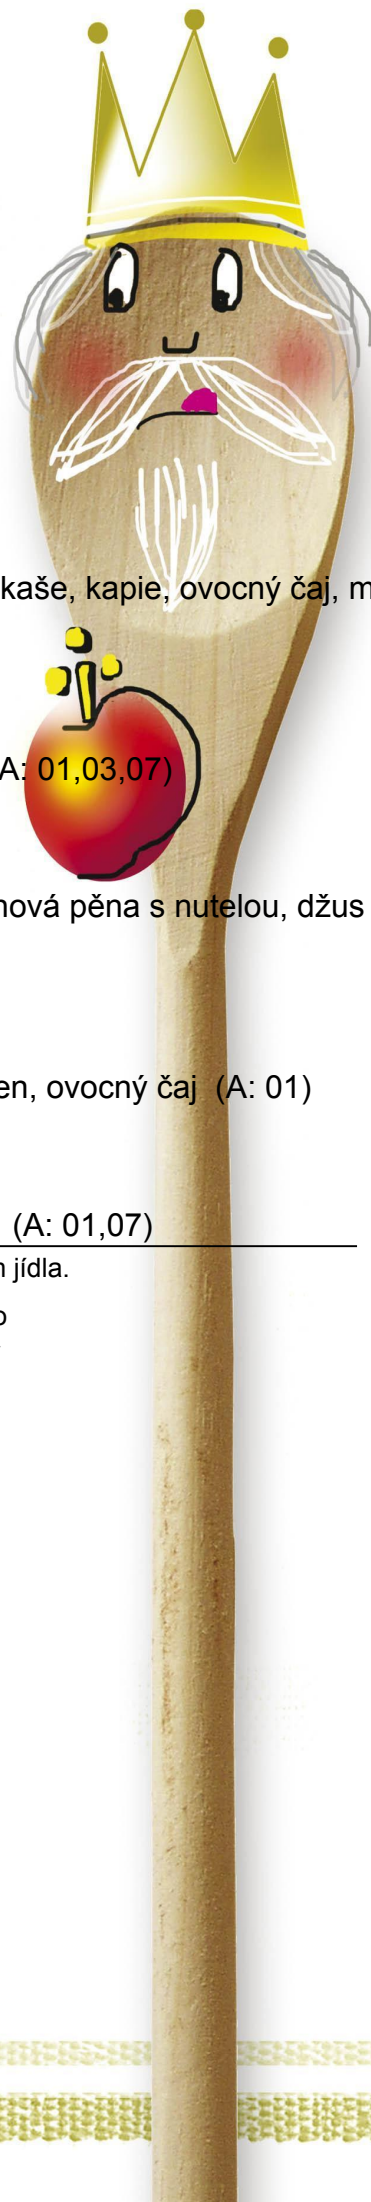 kaše, kapie, ovocný čaj, m
A: 01,03,07)
nová pěna s nutelou, džus
en, ovocný čaj (A: 01)
(A: 01,07)
jídla.